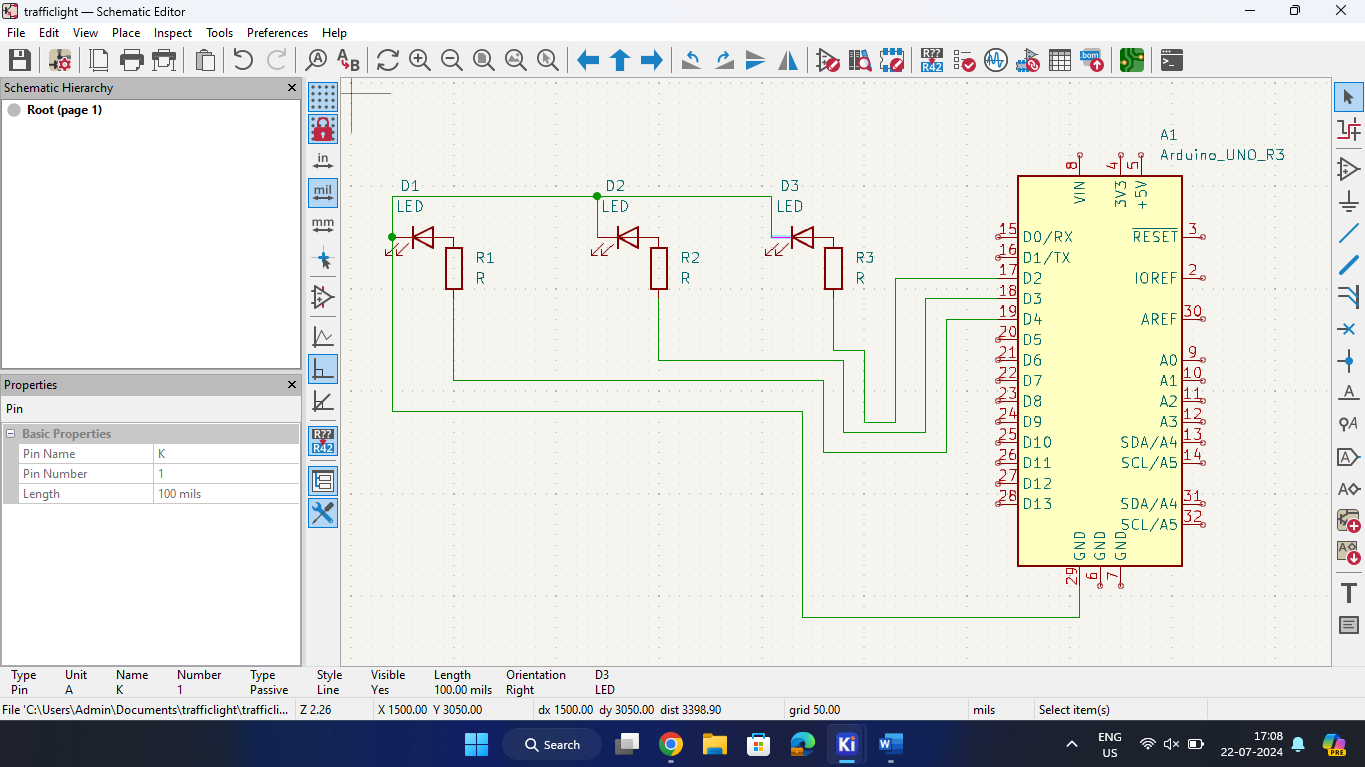 trafficlight — Schematic Editor
File Edit View Place Inspect Tools Preferences Help
Schematic Hierarchy
Root (page 1)
Properties
Pin
Basic Properties
Pin Name K
Pin Number 1
Length 100 mils
in
mil
mm
R??
R42
R??
R42
bom
D1
LED
D2
LED
D3
LED
R1
R
R2
R
R3
R
A1
Arduino_UNO_R3
8 4 5
VIN 3V3 +5V
15 D0/RX RESET 3
16 D1/TX
17 D2 IOREF 2
18 D3
19 D4 AREF 30
20 D5
21 D6 A0 9
22 D7 A1 10
23 D8 A2 11
24 D9 A3 12
25 D10 SDA/A4 13
26 D11 SCL/A5 14
27 D12
28 D13 SDA/A4 31
SCL/A5 32
GND GND GND
29 6 7
Type Unit Name Number Type Style Visible Length Orientation D3
Pin A K 1 Passive Line Yes 100.00 mils Right LED
File 'C:\Users\Admin\Documents\trafficlight\trafficli... Z 2.26 X 1500.00 Y 3050.00 dx 1500.00 dy 3050.00 dist 3398.90 grid 50.00 mils Select item(s)
Search
Ki
W
ENG
US
17:08
22-07-2024
PRE